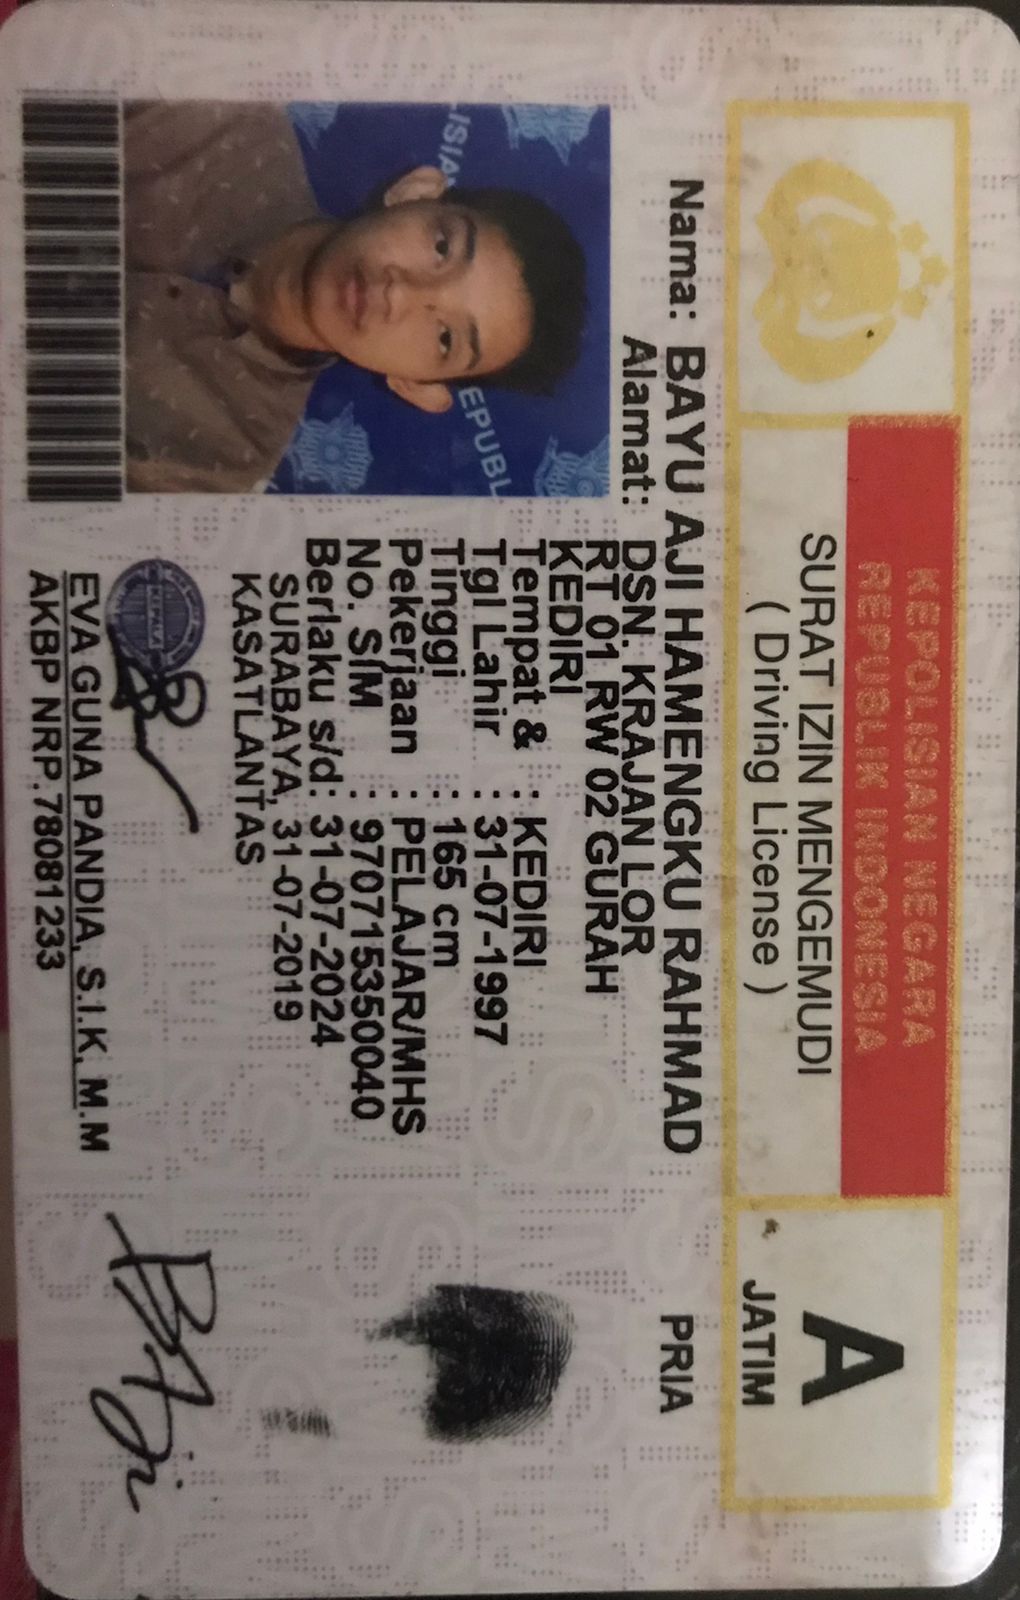 KEPOLISIAN NEGARA
REPUBLIK INDONESIA
SURAT IZIN MENGEMUDI
( Driving License )
A
JATIM
Nama: BAYU AJI HAMENGKU RAHMAD
PRIA
Alamat: DSN. KRAJAN LOR
RT 01 RW 02 GURAH
KEDIRI
Tempat & : KEDIRI
Tgl Lahir : 31-07-1997
Tinggi : 165 cm
Pekerjaan : PELAJAR/MHS
No. SIM : 970715350040
Berlaku s/d: 31-07-2024
SURABAYA, 31-07-2019
KASATLANTAS
LISIAN
REPUBL
KEPALA
BAji
EVA GUNA PANDIA, S.I.K, M.M
AKBP NRP.78081233